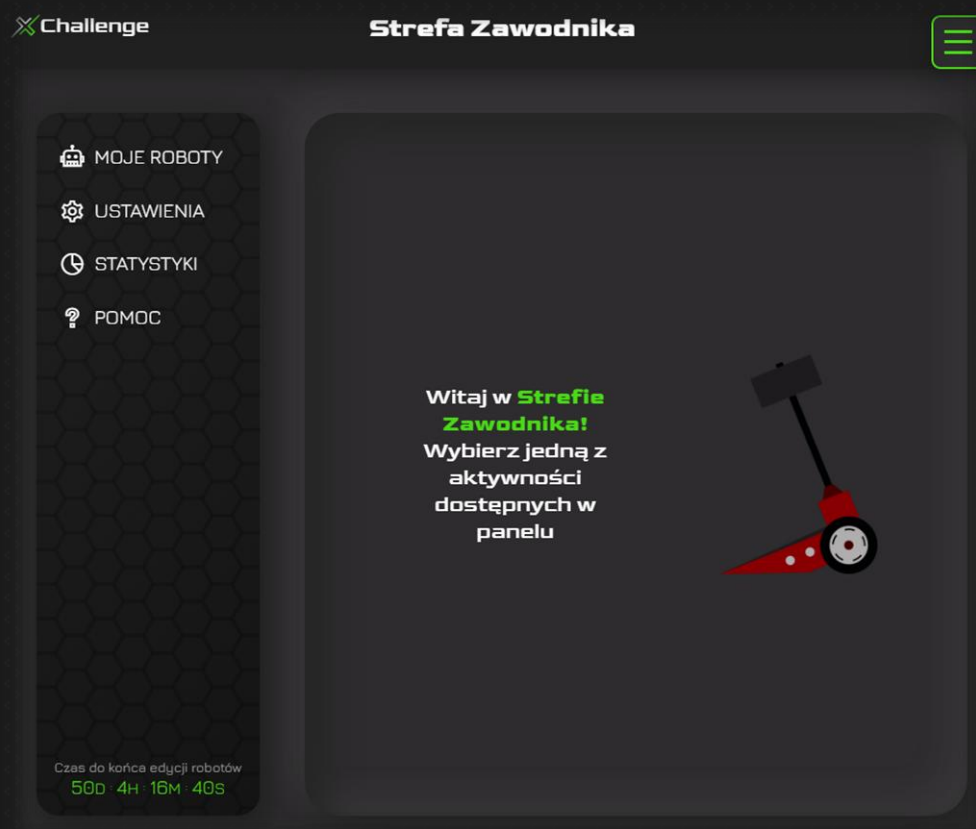 XChallenge
Strefa Zawodnika
MOJE ROBOTY
USTAWIENIA
STATYSTYKI
POMOC
Czas do końca edycji robotów
50D : 4H : 16M : 40S
Witaj w Strefie
Zawodnika!
Wybierz jedną z
aktywności
dostępnych w
panelu